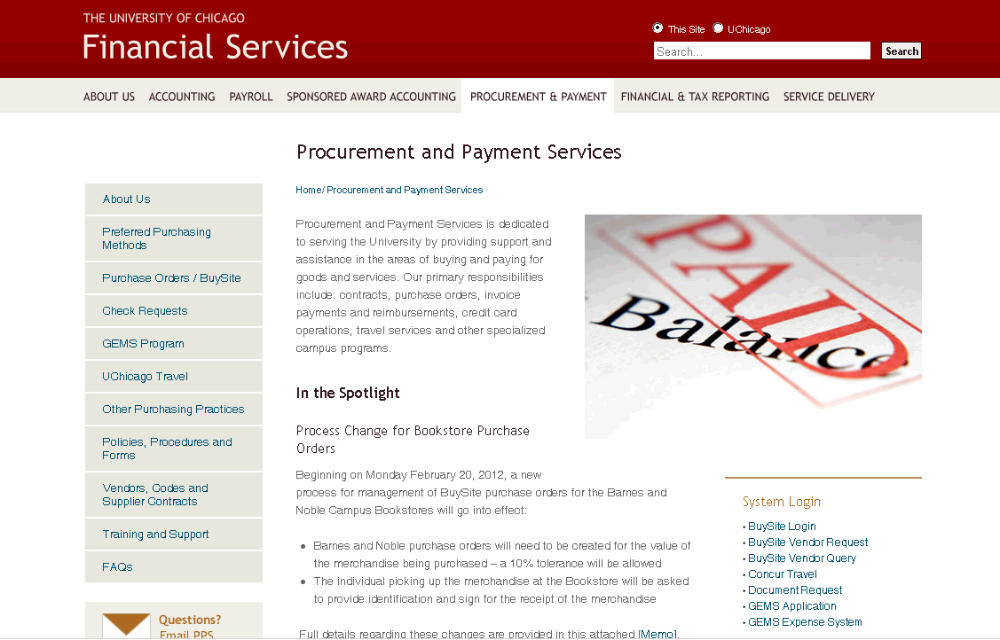 THE UNIVERSITY OF CHICAGO
Financial Services
This Site UChicago
Search... Search
ABOUT US ACCOUNTING PAYROLL SPONSORED AWARD ACCOUNTING PROCUREMENT & PAYMENT FINANCIAL & TAX REPORTING SERVICE DELIVERY
Procurement and Payment Services
Home/ Procurement and Payment Services
About Us
Preferred Purchasing
Methods
Purchase Orders / BuySite
Check Requests
GEMS Program
UChicago Travel
Other Purchasing Practices
Policies, Procedures and
Forms
Vendors, Codes and
Supplier Contracts
Training and Support
FAQs
Questions?
Email PPS
Procurement and Payment Services is dedicated
to serving the University by providing support and
assistance in the areas of buying and paying for
goods and services. Our primary responsibilities
include: contracts, purchase orders, invoice
payments and reimbursements, credit card
operations, travel services and other specialized
campus programs.
PAID
Balance
In the Spotlight
Process Change for Bookstore Purchase
Orders
Beginning on Monday February 20, 2012, a new
process for management of BuySite purchase orders for the Barnes and
Noble Campus Bookstores will go into effect:
• Barnes and Noble purchase orders will need to be created for the value of
the merchandise being purchased – a 10% tolerance will be allowed
• The individual picking up the merchandise at the Bookstore will be asked
to provide identification and sign for the receipt of the merchandise
Full details regarding these changes are provided in this attached [Memo].
System Login
• BuySite Login
• BuySite Vendor Request
• BuySite Vendor Query
• Concur Travel
• Document Request
• GEMS Application
• GEMS Expense System